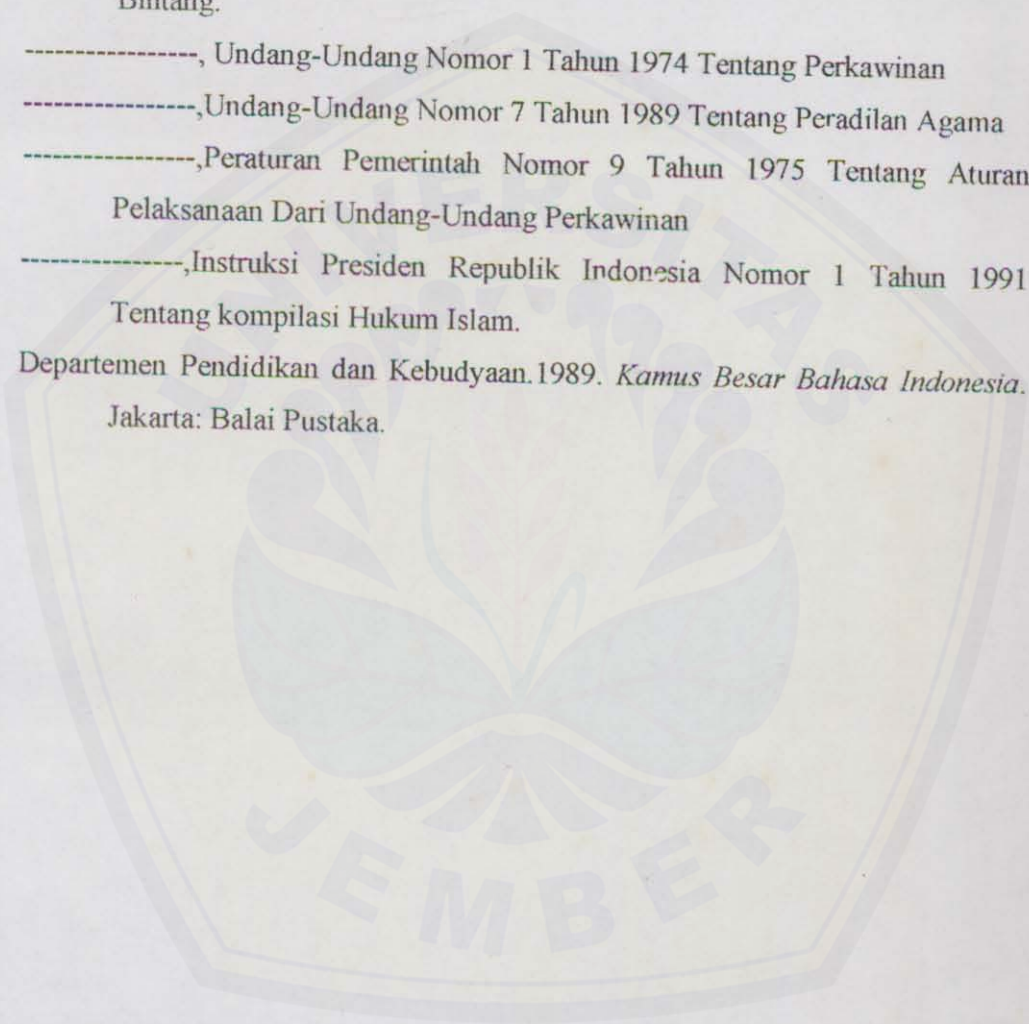 Bintang.
-----------------, Undang-Undang Nomor 1 Tahun 1974 Tentang Perkawinan
-----------------,Undang-Undang Nomor 7 Tahun 1989 Tentang Peradilan Agama
-----------------,Peraturan Pemerintah Nomor 9 Tahun 1975 Tentang Aturan
Pelaksanaan Dari Undang-Undang Perkawinan
----------------,Instruksi Presiden Republik Indonesia Nomor 1 Tahun 1991
Tentang kompilasi Hukum Islam.
Departemen Pendidikan dan Kebudyaan.1989. Kamus Besar Bahasa Indonesia.
Jakarta: Balai Pustaka.
UNIVERSITAS
JEMBER